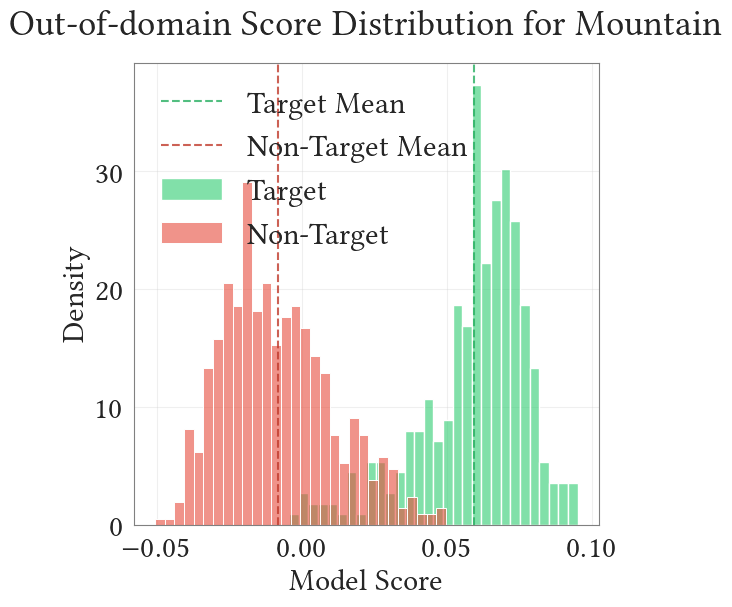 Out-of-domain Score Distribution for Mountain
Target Mean
Non-Target Mean
Target
Non-Target
Density
30
20
10
0
−0.05
0.00
0.05
0.10
Model Score